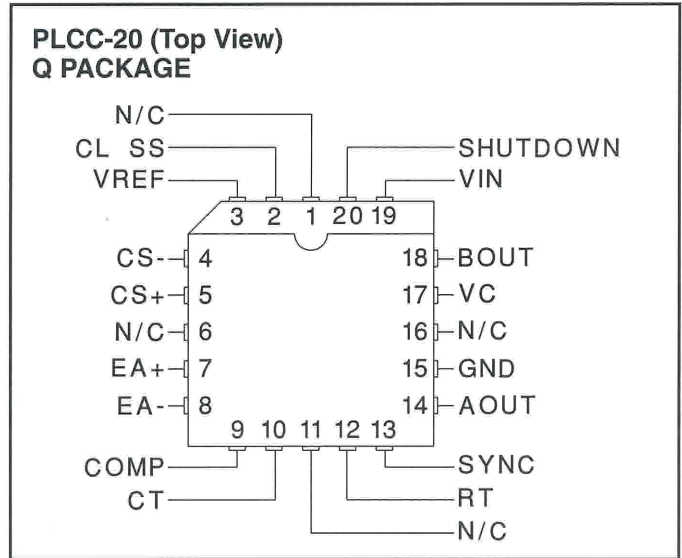 PLCC-20 (Top View)
Q PACKAGE
N/C
CL SS
SHUTDOWN
VREF
VIN
3 2 1 20 19
CS- 4
18 BOUT
CS+ 5
17 VC
N/C 6
16 N/C
EA+ 7
15 GND
EA- 8
14 AOUT
9 10 11 12 13
COMP
SYNC
CT
RT
N/C